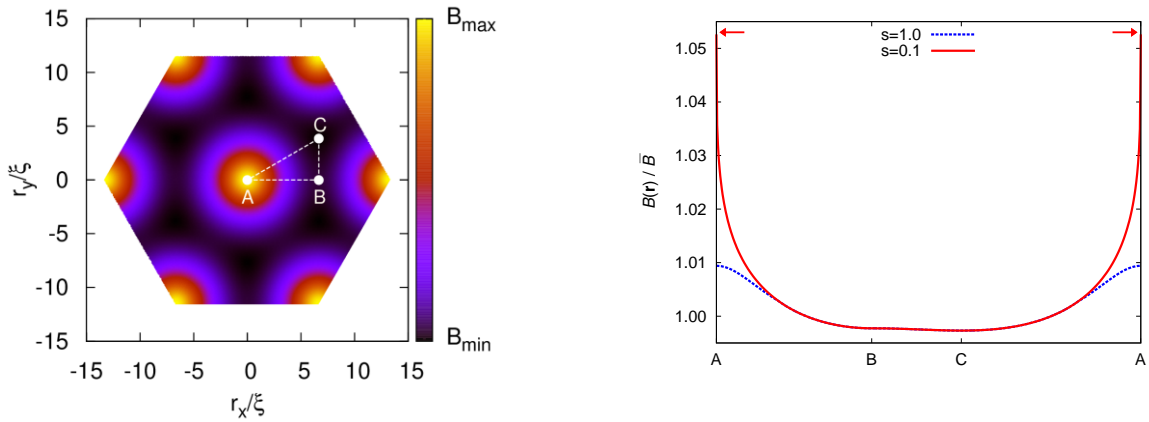 15
10
5
0
-5
-10
-15
-15 -10 -5 0 5 10 15
r_y/ξ
r_x/ξ
A
B
C
B_max
B_min
s=1.0
s=0.1
1.05
1.04
1.03
1.02
1.01
1.00
B(r) / B̅
A B C A